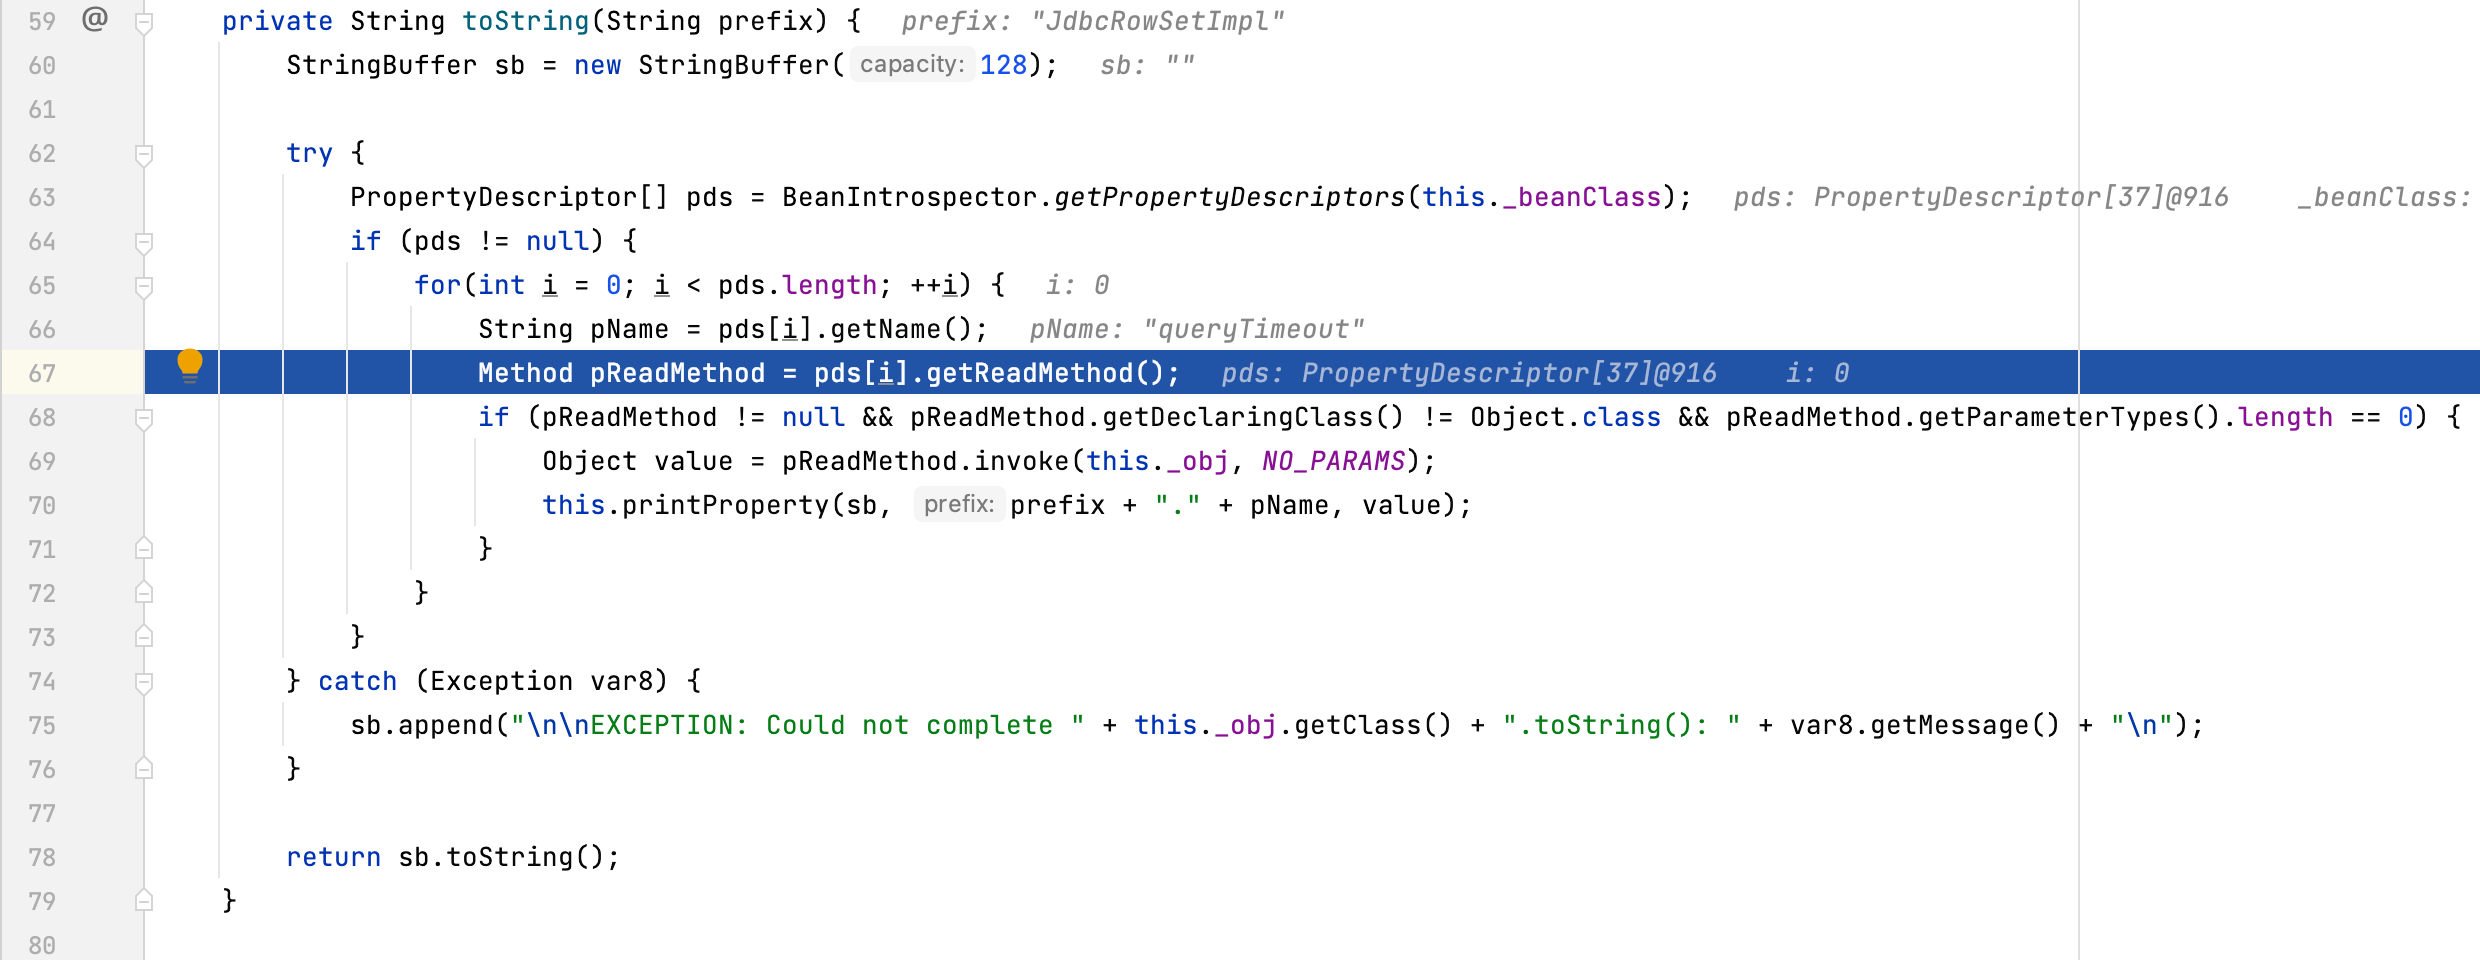 59 @ private String toString(String prefix) { prefix: "JdbcRowSetImpl"
60 StringBuffer sb = new StringBuffer( capacity: 128); sb: ""
61
62 try {
63 PropertyDescriptor[] pds = BeanIntrospector.getPropertyDescriptors(this._beanClass); pds: PropertyDescriptor[37]@916 _beanClass:
64 if (pds != null) {
65 for(int i = 0; i < pds.length; ++i) { i: 0
66 String pName = pds[i].getName(); pName: "queryTimeout"
67 Method pReadMethod = pds[i].getReadMethod(); pds: PropertyDescriptor[37]@916 i: 0
68 if (pReadMethod != null && pReadMethod.getDeclaringClass() != Object.class && pReadMethod.getParameterTypes().length == 0) {
69 Object value = pReadMethod.invoke(this._obj, NO_PARAMS);
70 this.printProperty(sb, prefix: prefix + "." + pName, value);
71 }
72 }
73 }
74 } catch (Exception var8) {
75 sb.append("\n\nEXCEPTION: Could not complete " + this._obj.getClass() + ".toString(): " + var8.getMessage() + "\n");
76 }
77
78 return sb.toString();
79 }
80